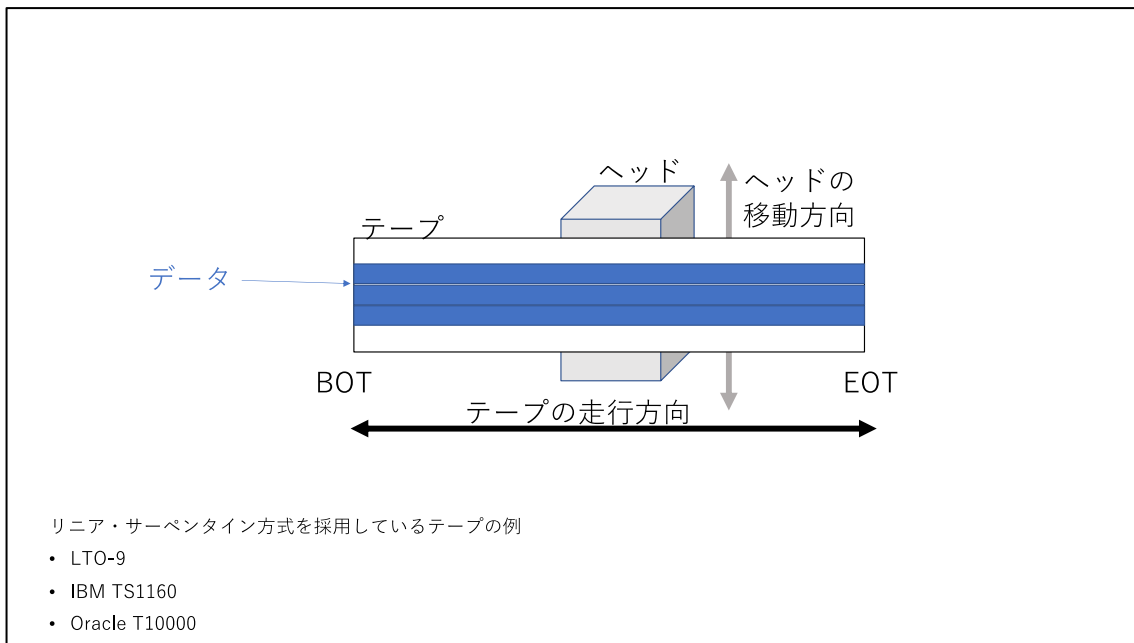 ヘッド
ヘッドの
移動方向
テープ
データ
BOT
EOT
テープの走行方向
リニア・サーペンタイン方式を採用しているテープの例
• LTO-9
• IBM TS1160
• Oracle T10000